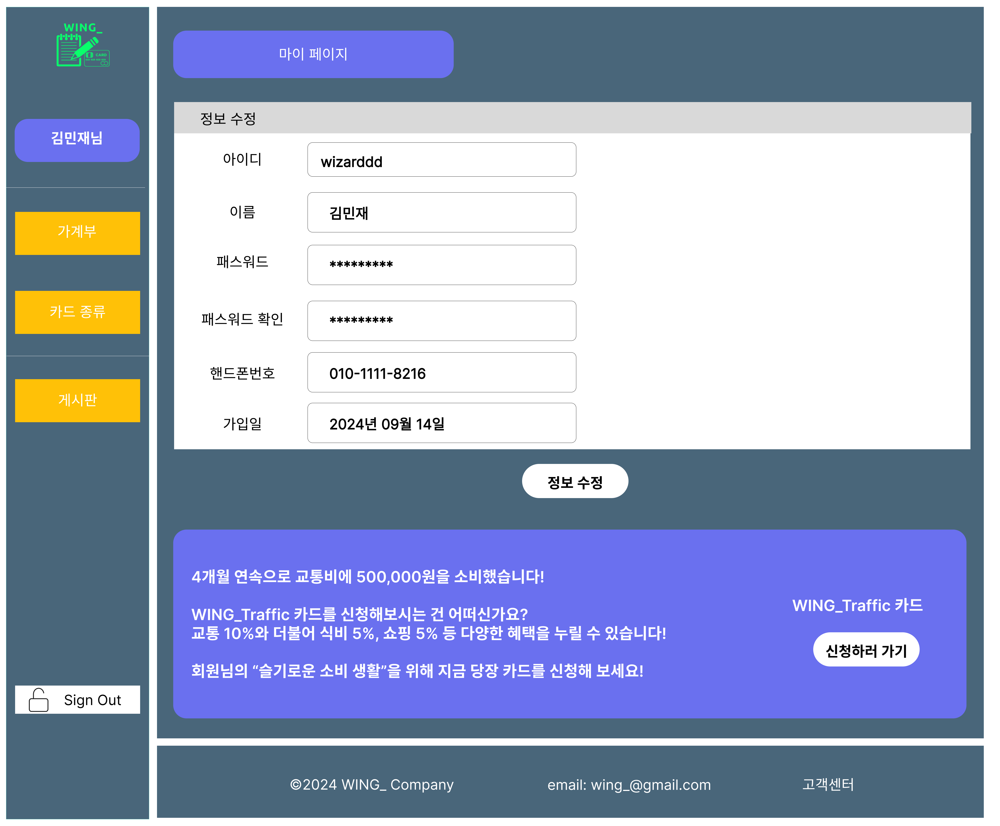 WING_
CARD
김민재님
가계부
카드 종류
게시판
Sign Out
마이 페이지
정보 수정
아이디
wizarddd
이름
김민재
패스워드
*********
패스워드 확인
*********
핸드폰번호
010-1111-8216
가입일
2024년 09월 14일
정보 수정
4개월 연속으로 교통비에 500,000원을 소비했습니다!
WING_Traffic 카드를 신청해보시는 건 어떠신가요?
교통 10%와 더불어 식비 5%, 쇼핑 5% 등 다양한 혜택을 누릴 수 있습니다!
회원님의 “슬기로운 소비 생활”을 위해 지금 당장 카드를 신청해 보세요!
WING_Traffic 카드
신청하러 가기
©2024 WING_ Company
email: wing_@gmail.com
고객센터